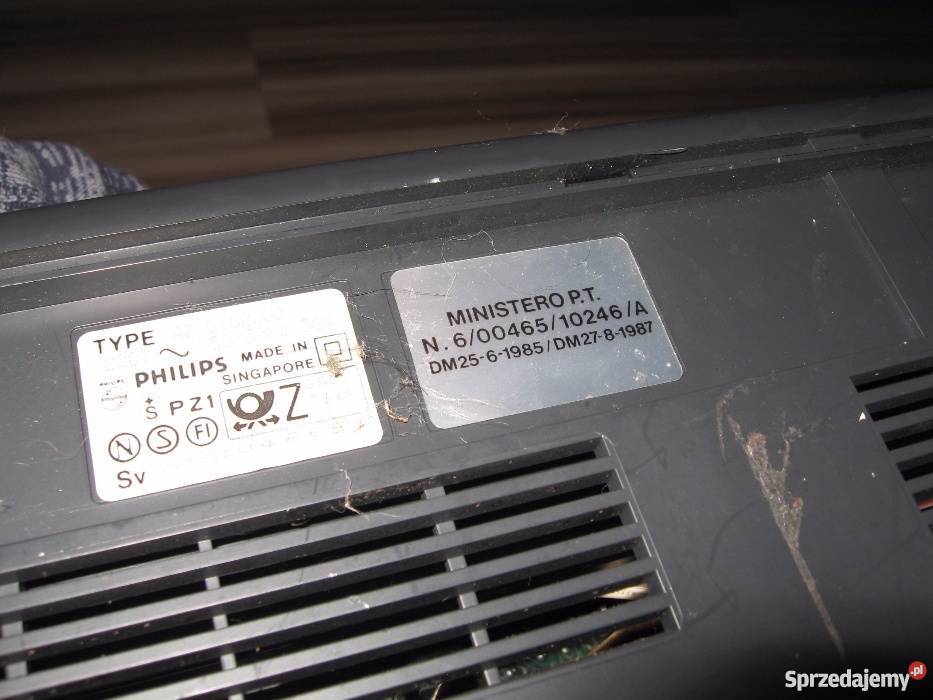 TYPE
PHILIPS MADE IN
SINGAPORE
S PZ1
Z
N S FI
Sv
MINISTERO P.T.
N. 6/00465/10246/A
DM25-6-1985/DM27-8-1987
Sprzedajemy.pl